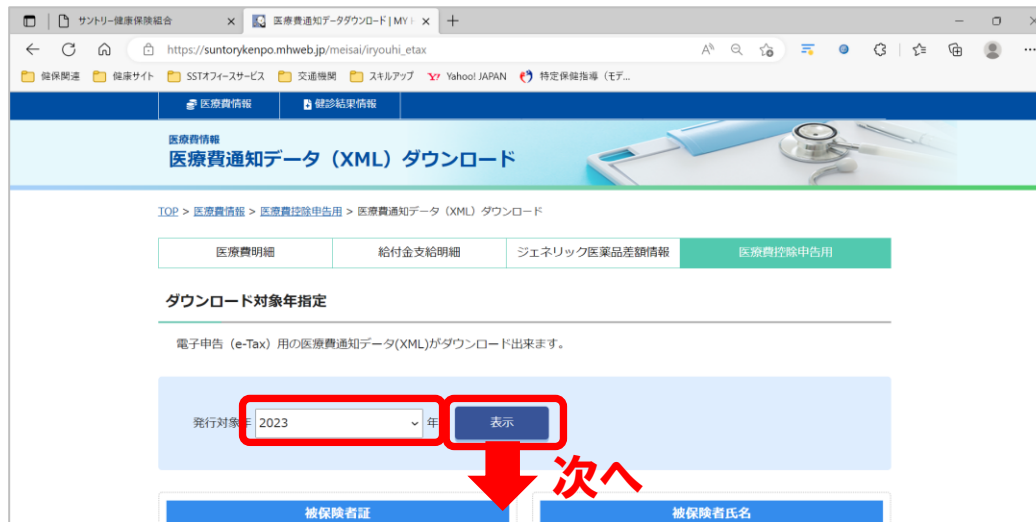 サントリー健康保険組合
医療費通知データダウンロード | MY H
https://suntorykenpo.mhweb.jp/meisai/iryouhi_etax
健保関連 健康サイト SSTオフィースサービス 交通機関 スキルアップ Yahoo! JAPAN 特定保健指導（モデ...
医療費情報 健診結果情報
医療費情報
医療費通知データ（XML）ダウンロード
TOP > 医療費情報 > 医療費控除申告用 > 医療費通知データ（XML）ダウンロード
医療費明細 給付金支給明細 ジェネリック医薬品差額情報 医療費控除申告用
ダウンロード対象年指定
電子申告（e-Tax）用の医療費通知データ(XML)がダウンロード出来ます。
発行対象年 2023 年 表示
次へ
被保険者証 被保険者氏名